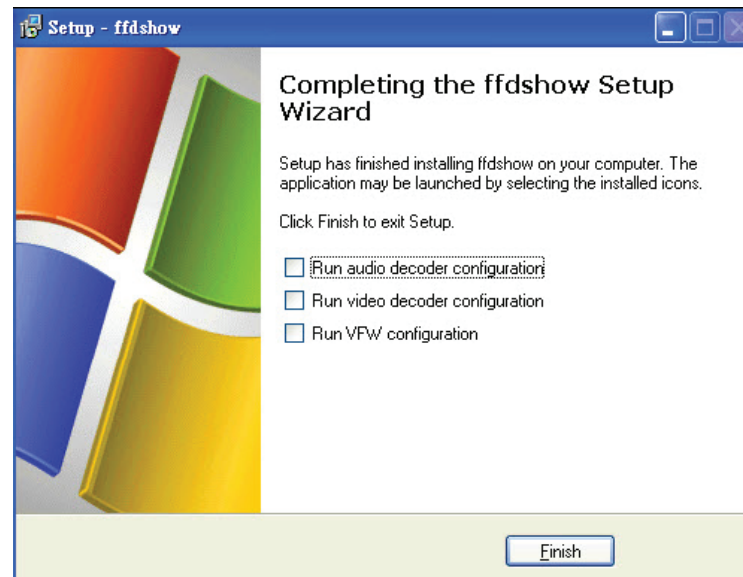 Setup - ffdshow
Completing the ffdshow Setup
Wizard
Setup has finished installing ffdshow on your computer. The
application may be launched by selecting the installed icons.
Click Finish to exit Setup.
Run audio decoder configuration
Run video decoder configuration
Run VFW configuration
Finish